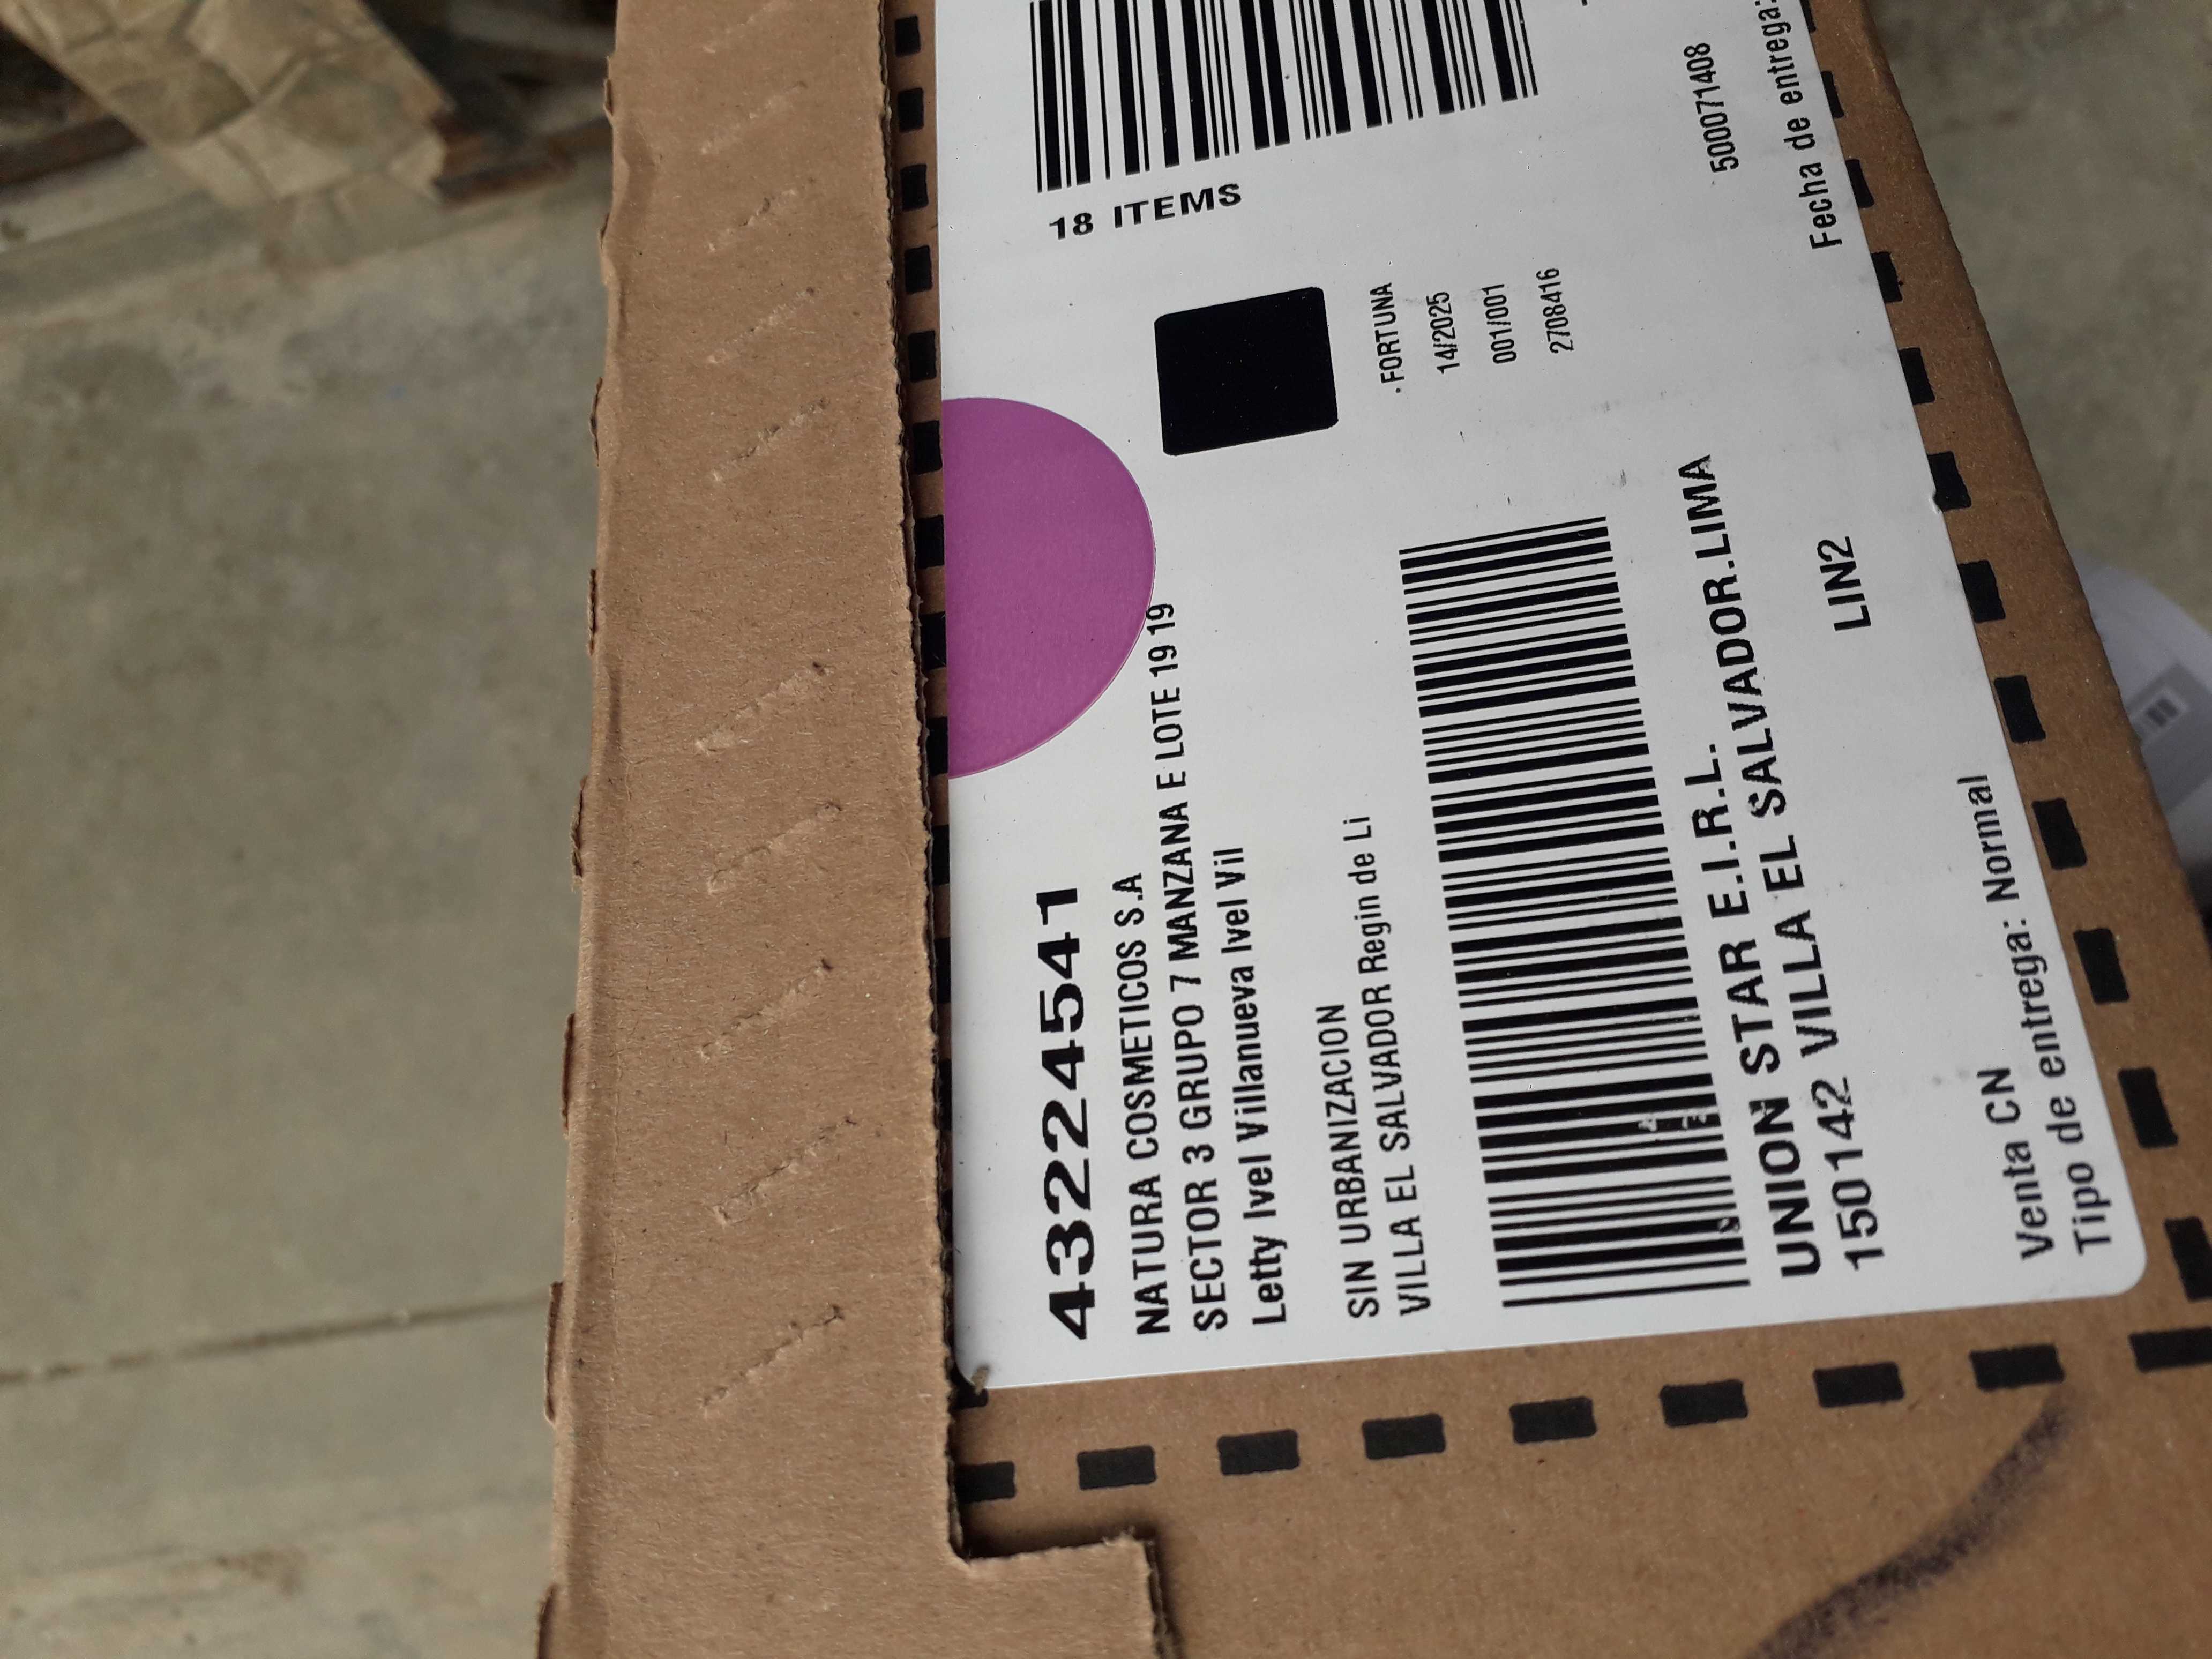 43224541
NATURA COSMETICOS S.A
SECTOR 3 GRUPO 7 MANZANA E LOTE 19 19
Letty Ivel Villanueva Ivel Vil
SIN URBANIZACION
VILLA EL SALVADOR Regin de Li
18 ITEMS
.FORTUNA
14/2025
001/001
2708416
UNION STAR E.I.R.L.
150142 VILLA EL SALVADOR.LIMA
LIN2
500071408
Venta CN
Tipo de entrega: Normal
Fecha de entrega: